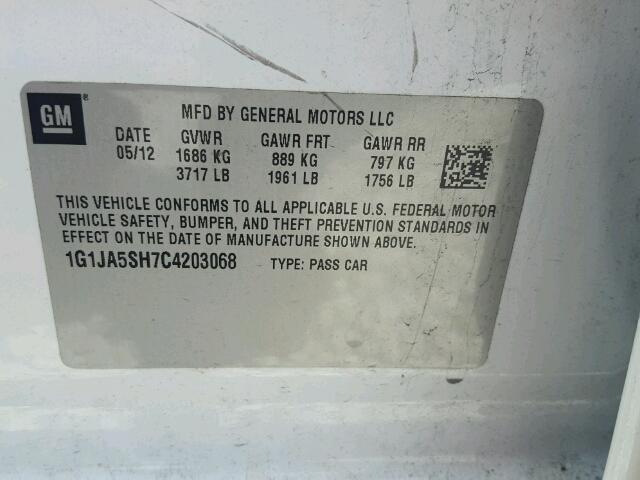 GM®
MFD BY GENERAL MOTORS LLC
DATE GVWR GAWR FRT GAWR RR
05/12 1686 KG 889 KG 797 KG
3717 LB 1961 LB 1756 LB
THIS VEHICLE CONFORMS TO ALL APPLICABLE U.S. FEDERAL MOTOR
VEHICLE SAFETY, BUMPER, AND THEFT PREVENTION STANDARDS IN
EFFECT ON THE DATE OF MANUFACTURE SHOWN ABOVE.
1G1JA5SH7C4203068 TYPE: PASS CAR